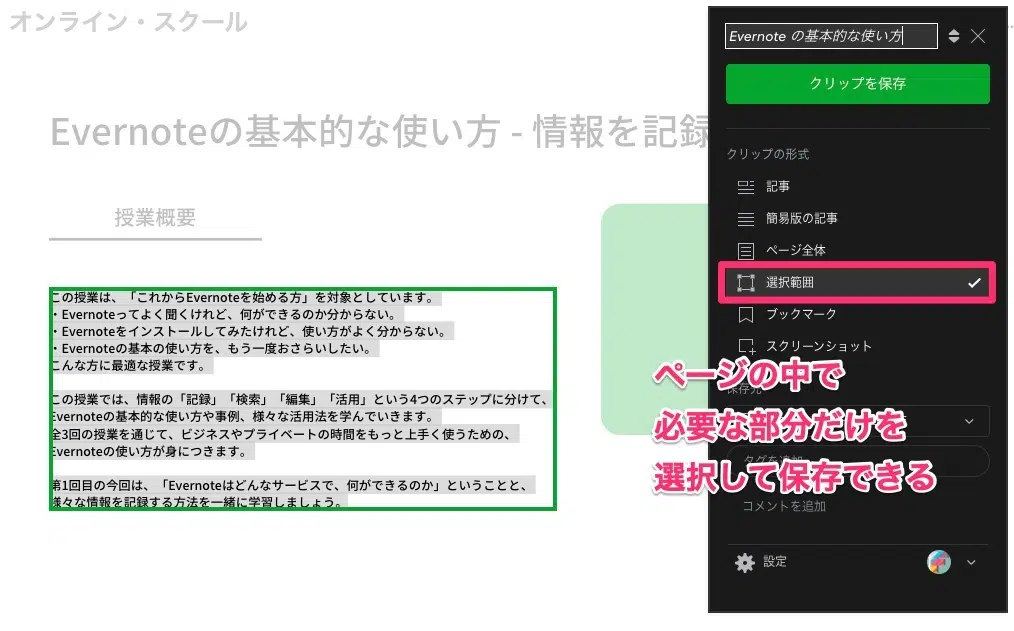 オンライン・スクール
Evernoteの基本的な使い方 - 情報を記録
授業概要
この授業は、「これからEvernoteを始める方」を対象としています。
・Evernoteってよく聞くけれど、何ができるのか分からない。
・Evernoteをインストールしてみたけれど、使い方がよく分からない。
・Evernoteの基本の使い方を、もう一度おさらいしたい。
こんな方に最適な授業です。
この授業では、情報の「記録」「検索」「編集」「活用」という4つのステップに分けて、
Evernoteの基本的な使い方や事例、様々な活用法を学んでいきます。
全3回の授業を通じて、ビジネスやプライベートの時間をもっと上手く使うための、
Evernoteの使い方が身につきます。
第1回目の今回は、「Evernoteはどんなサービスで、何ができるのか」ということと、
様々な情報を記録する方法を一緒に学習しましょう。
Evernote の基本的な使い方
クリップを保存
クリップの形式
記事
簡易版の記事
ページ全体
選択範囲
ブックマーク
スクリーンショット
保存先
タグを追加
コメントを追加
設定
ページの中で
必要な部分だけを
選択して保存できる